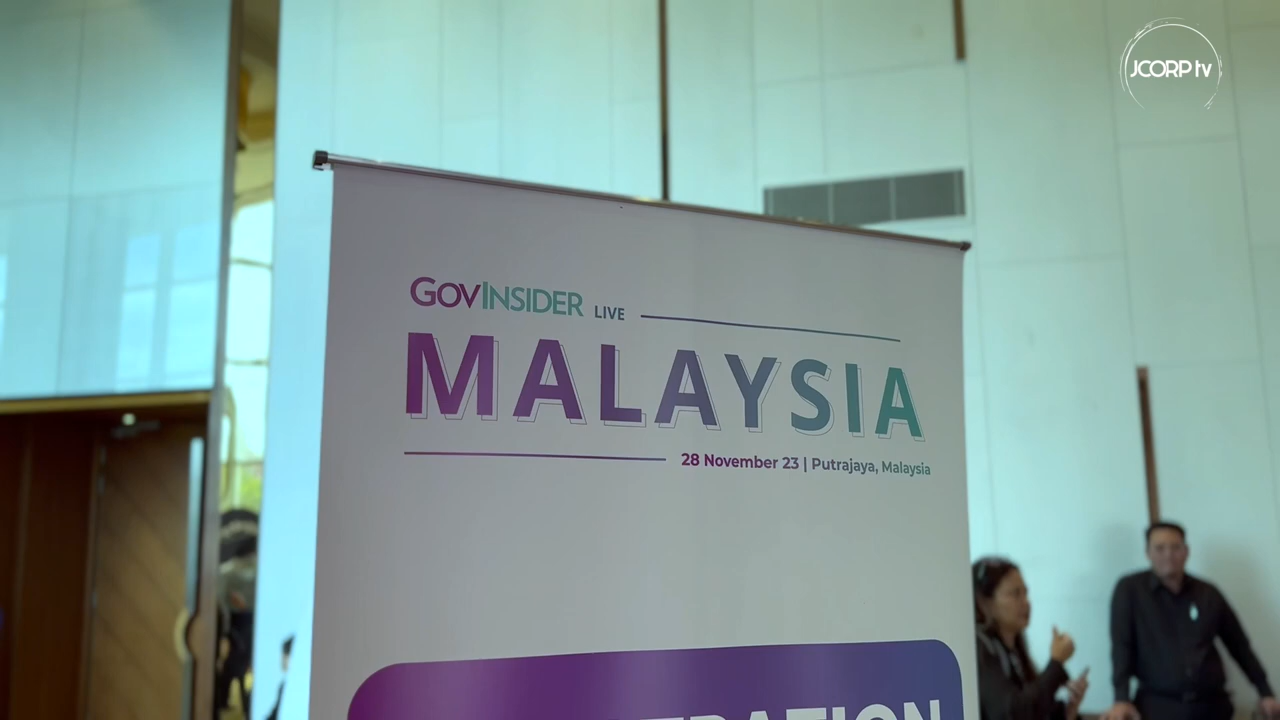 JCORP tv
GOVINSIDER LIVE
MALAYSIA
28 November 23 | Putrajaya, Malaysia